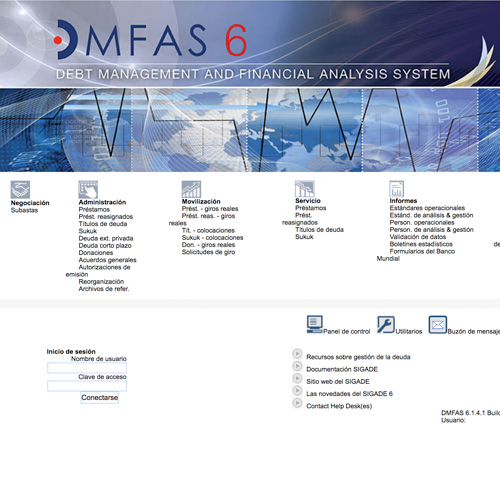 DMFAS 6
DEBT MANAGEMENT AND FINANCIAL ANALYSIS SYSTEM
Negociación
Subastas
Administración
Préstamos
Prést. reasignados
Títulos de deuda
Sukuk
Deuda ext. privada
Deuda corto plazo
Donaciones
Acuerdos generales
Autorizaciones de
emisión
Reorganización
Archivos de refer.
Movilización
Prést. - giros reales
Prést. reas. - giros
reales
Tít. - colocaciones
Sukuk - colocaciones
Don. - giros reales
Solicitudes de giro
Servicio
Préstamos
Prést.
reasignados
Títulos de deuda
Sukuk
Informes
Estándares operacionales
Estánd. de análisis & gestión
Person. operacionales
Person. de análisis & gestión
Validación de datos
Boletines estadísticos
Formularios del Banco
Mundial
de
Panel de control
Utilitarios
Buzón de mensaje
Inicio de sesión
Nombre de usuario
Clave de acceso
Conectarse
Recursos sobre gestión de la deuda
Documentación SIGADE
Sitio web del SIGADE
Las novedades del SIGADE 6
Contact Help Desk(es)
DMFAS 6.1.4.1 Build
Usuario: